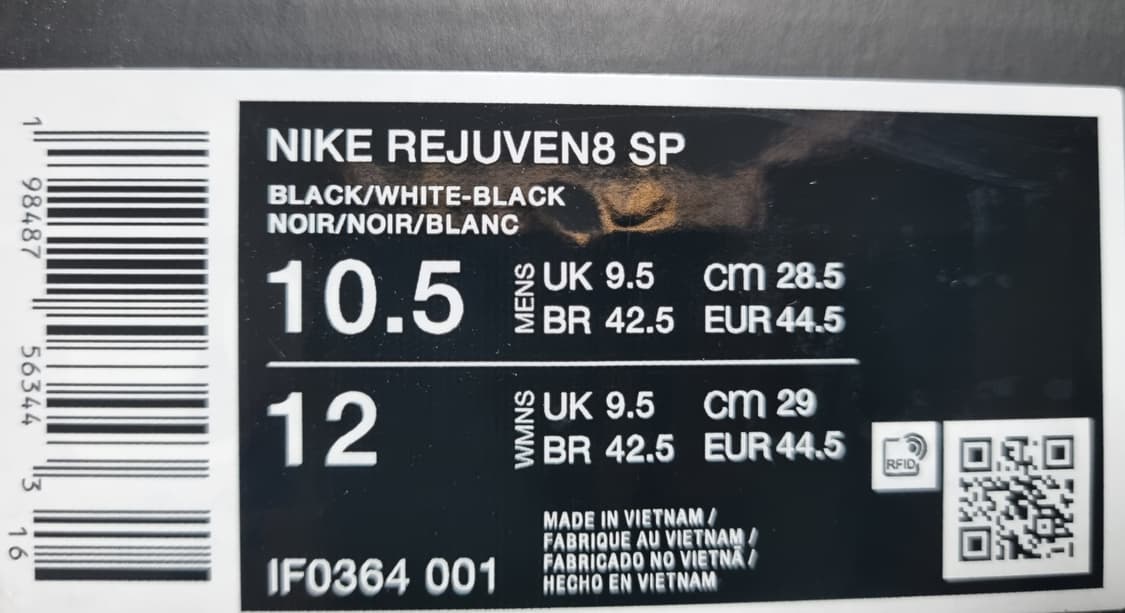 NIKE REJUVEN8 SP
BLACK/WHITE-BLACK
NOIR/NOIR/BLANC
10.5 MENS UK 9.5 cm 28.5
BR 42.5 EUR 44.5
12 WMNS UK 9.5 cm 29
BR 42.5 EUR 44.5
MADE IN VIETNAM /
FABRIQUE AU VIETNAM /
FABRICADO NO VIETNÃ /
HECHO EN VIETNAM
IF0364 001
RFID
1 98487 56344 3 16